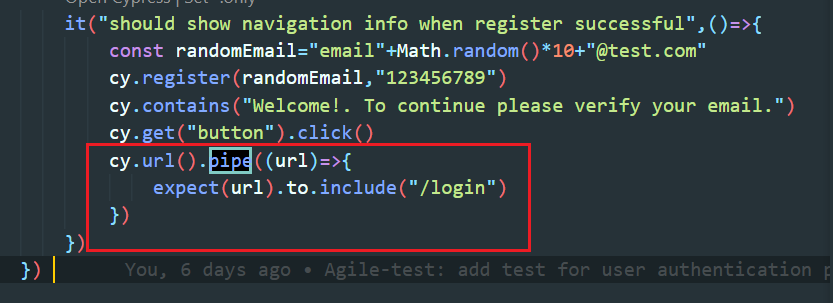 Open Cypress | Set ".only"
it("should show navigation info when register successful",()=>{
const randomEmail="email"+Math.random()*10+"@test.com"
cy.register(randomEmail,"123456789")
cy.contains("Welcome!. To continue please verify your email.")
cy.get("button").click()
cy.url().pipe((url)=>{
expect(url).to.include("/login")
})
})
}) You, 6 days ago • Agile-test: add test for user authentication